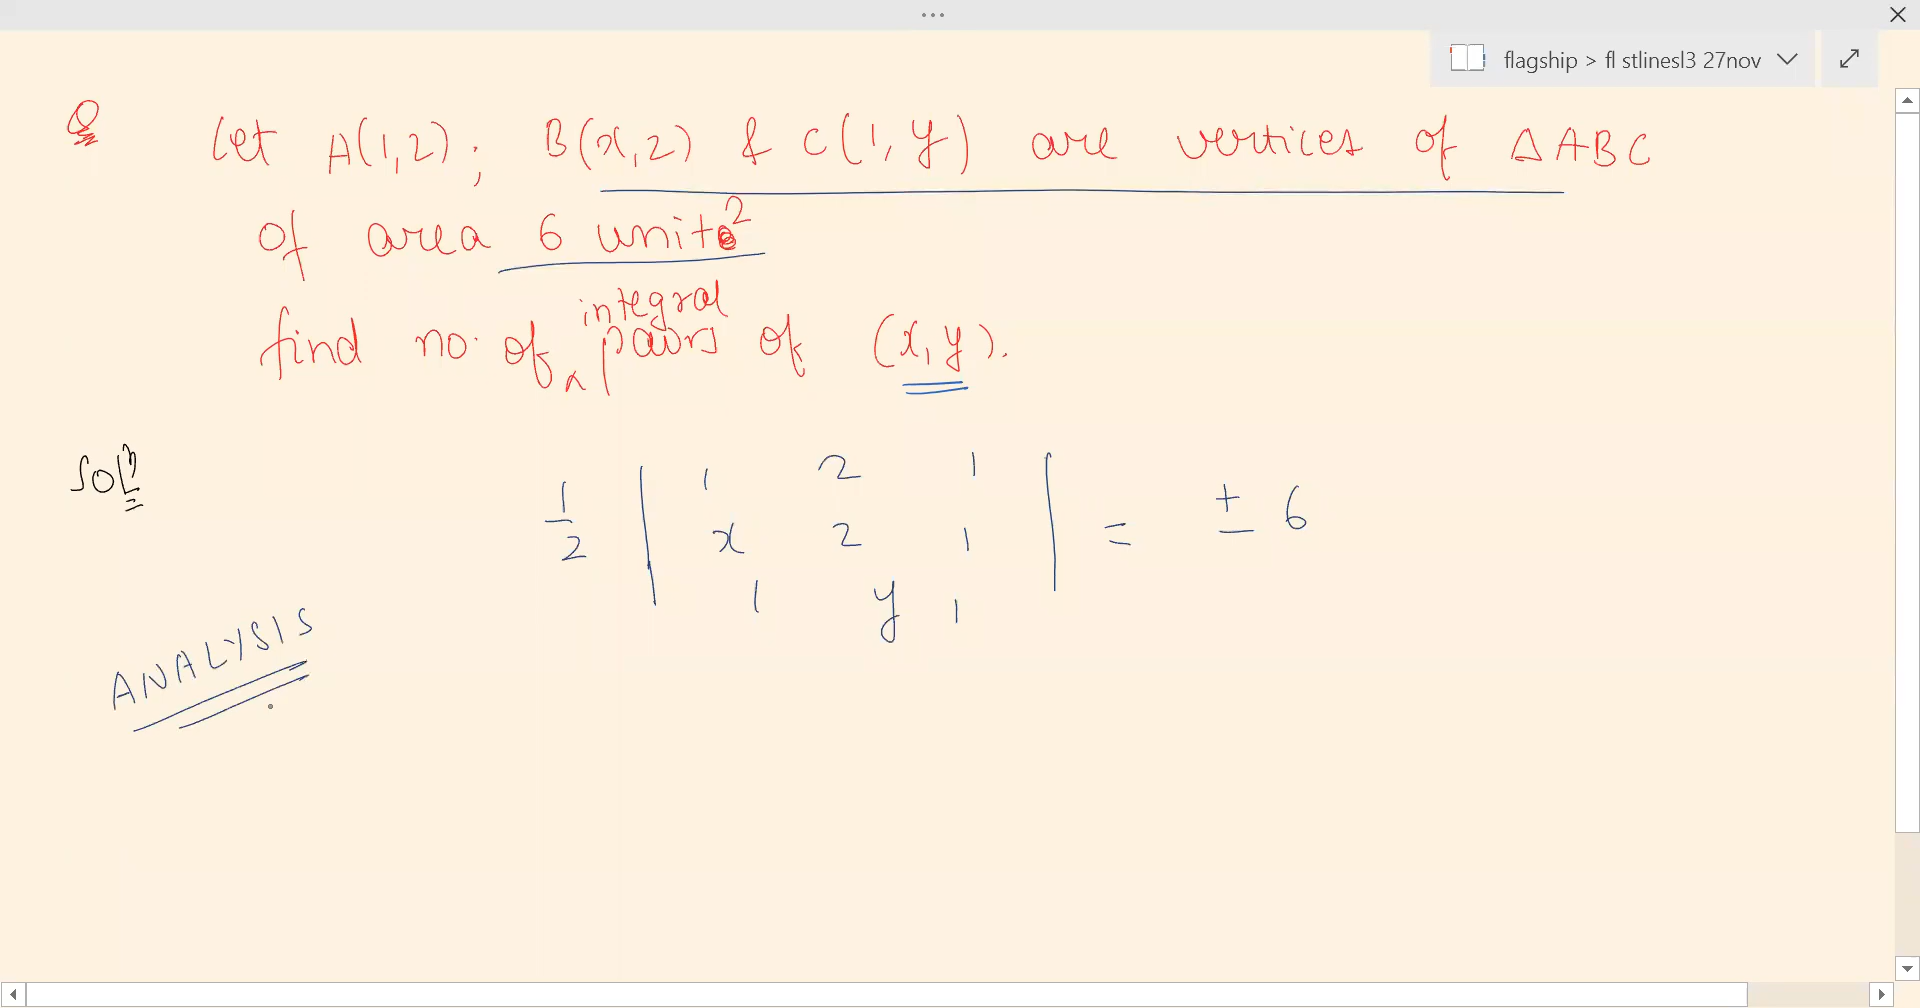 flagship > fl stlinesl3 27nov
Q Let A(1,2); B(x,2) & C(1,y) are vertices of ΔABC
of area 6 unit²
integral
find no. of pairs of (x,y).
Solⁿ
1/2 | 1 2 1 | = ± 6
x 2 1
1 y 1
ANALYSIS